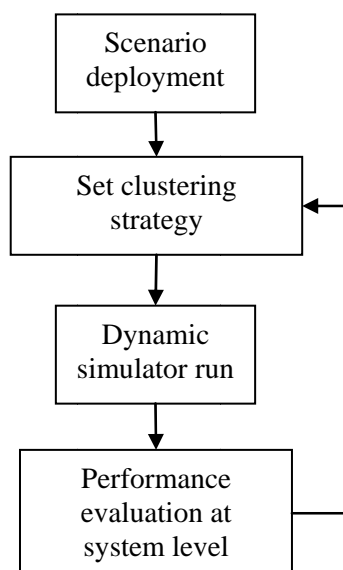 Scenario
deployment
Set clustering
strategy
Dynamic
simulator run
Performance
evaluation at
system level